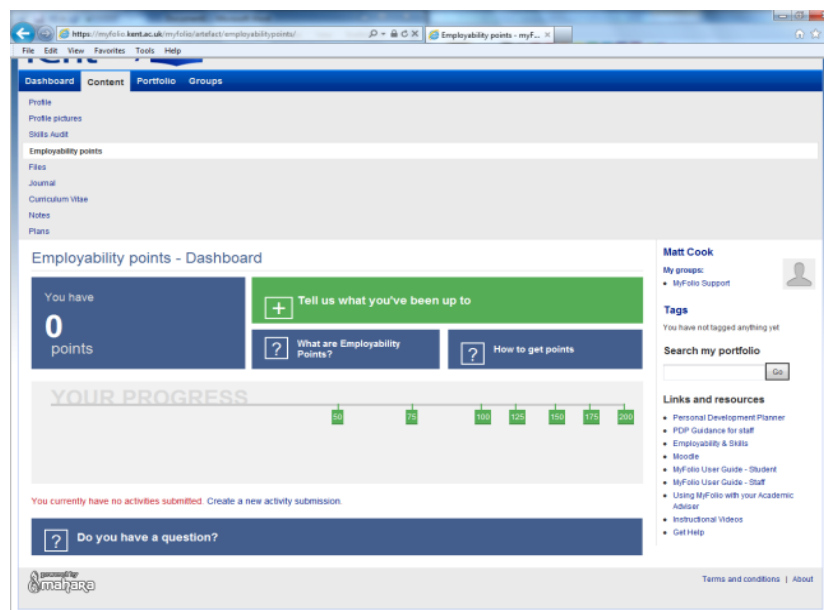 https://myfolio.kent.ac.uk/myfolio/artefact/employabilitypoints/
Employability points - myF...
File Edit View Favorites Tools Help
Dashboard Content Portfolio Groups
Profile
Profile pictures
Skills Audit
Employability points
Files
Journal
Curriculum Vitae
Notes
Plans
Employability points - Dashboard
You have
0
points
Tell us what you've been up to
What are Employability
Points?
How to get points
YOUR PROGRESS
50 75 100 125 150 175 200
You currently have no activities submitted. Create a new activity submission.
Do you have a question?
Matt Cook
My groups:
MyFolio Support
Tags
You have not tagged anything yet
Search my portfolio
Go
Links and resources
Personal Development Planner
PDP Guidance for staff
Employability & Skills
Moodle
MyFolio User Guide - Student
MyFolio User Guide - Staff
Using MyFolio with your Academic
Adviser
Instructional Videos
Get Help
powered by
mahara
Terms and conditions | About